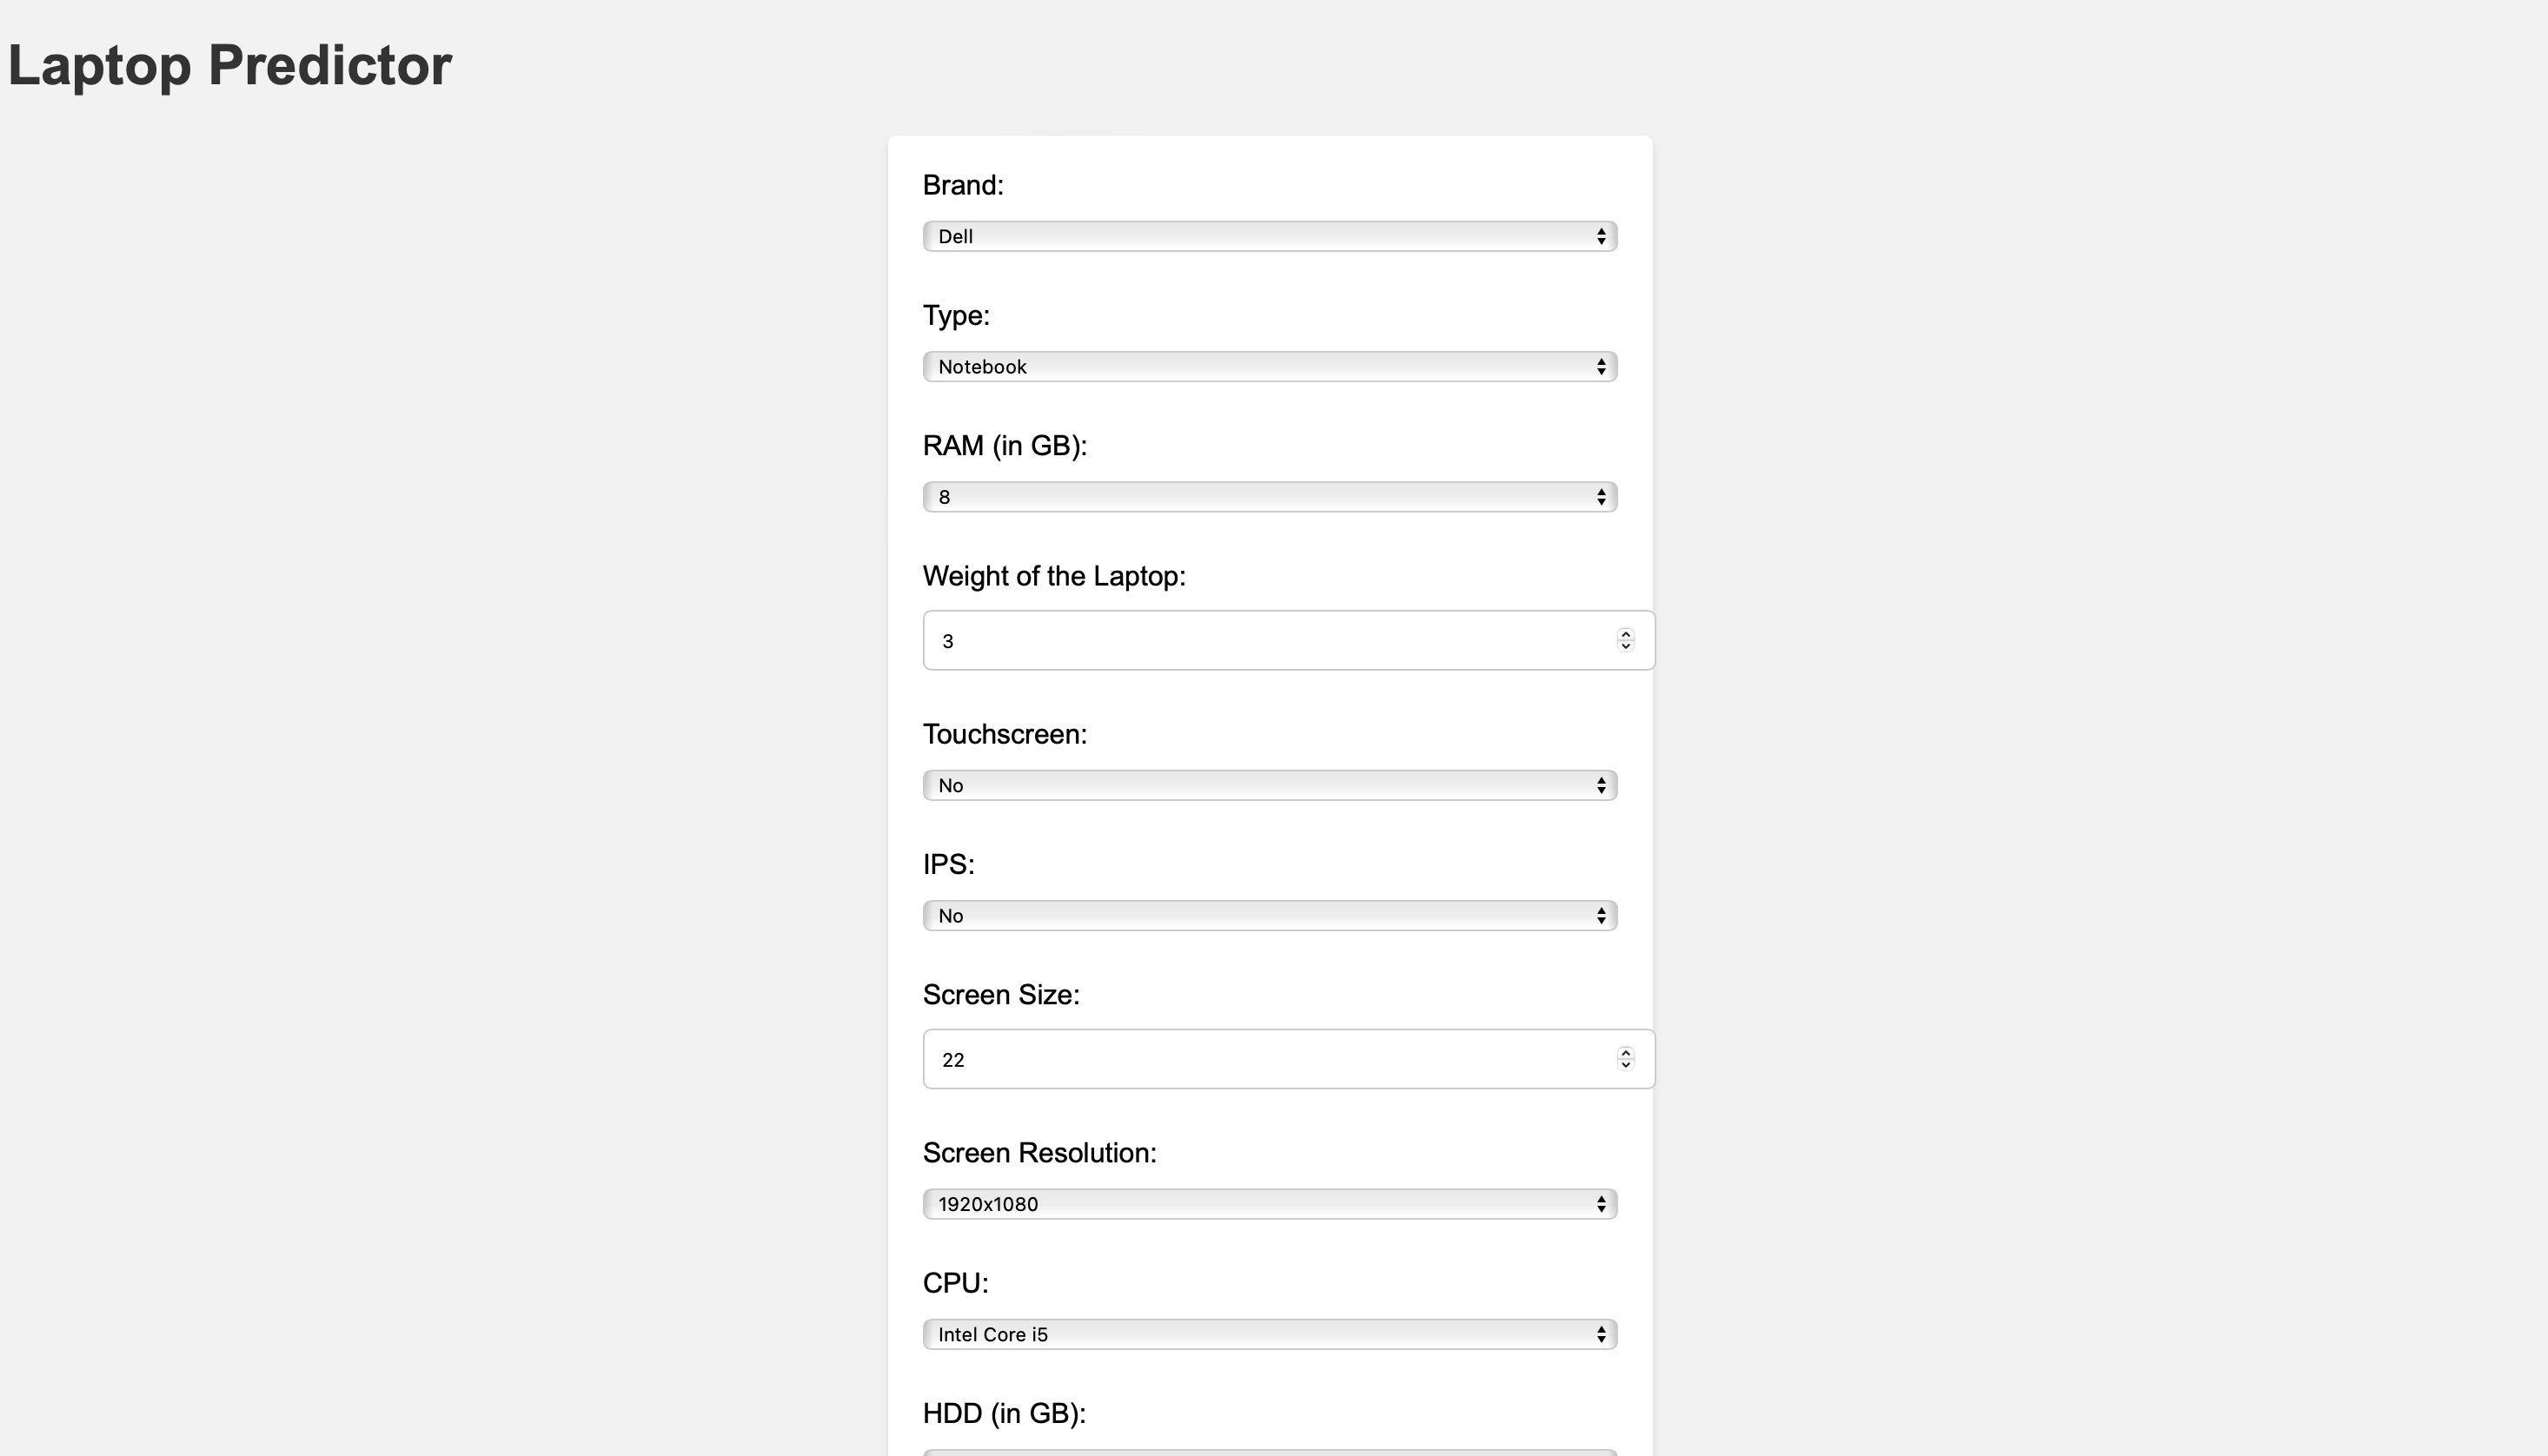 Laptop Predictor
Brand:
Dell
Type:
Notebook
RAM (in GB):
8
Weight of the Laptop:
3
Touchscreen:
No
IPS:
No
Screen Size:
22
Screen Resolution:
1920x1080
CPU:
Intel Core i5
HDD (in GB):